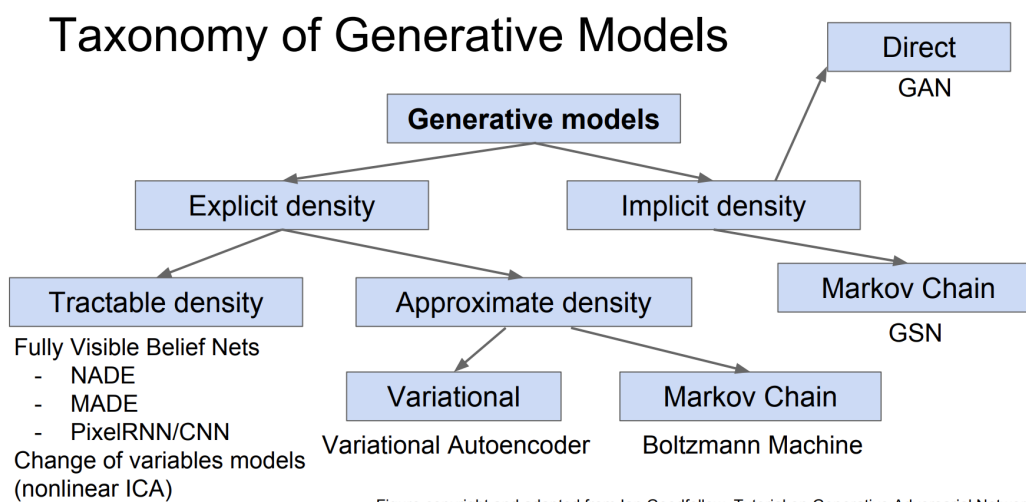 Taxonomy of Generative Models
Direct
GAN
Generative models
Explicit density
Implicit density
Tractable density
Approximate density
Markov Chain
GSN
Fully Visible Belief Nets
- NADE
- MADE
- PixelRNN/CNN
Change of variables models
(nonlinear ICA)
Variational
Variational Autoencoder
Markov Chain
Boltzmann Machine